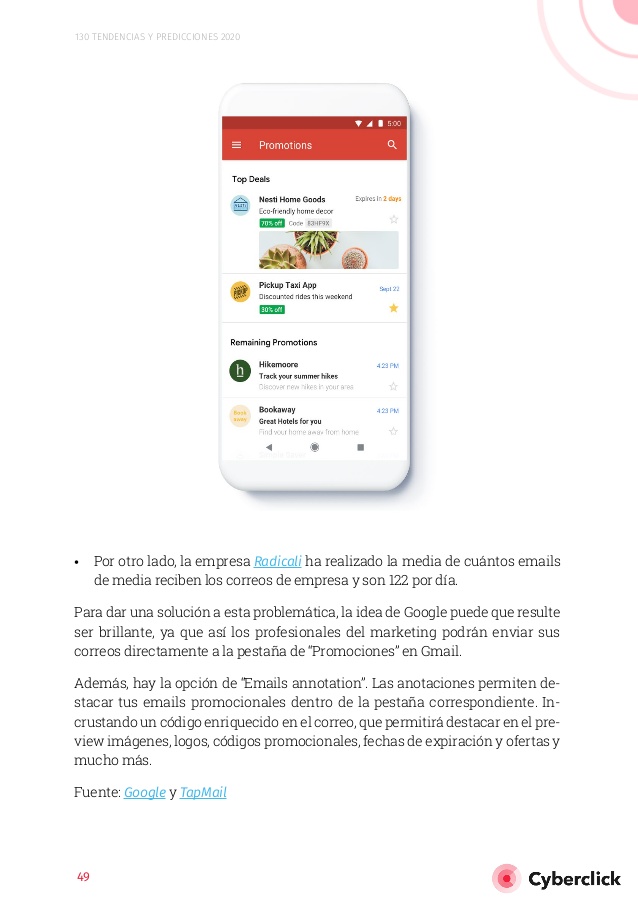 130 TENDENCIAS Y PREDICCIONES 2020
5:00
Promotions
Top Deals
Nesti Home Goods Expires in 2 days
Eco-friendly home decor
70% off Code B3HF9X
Pickup Taxi App Sept 22
Discounted rides this weekend
30% off
Remaining Promotions
Hikemoore 4:23 PM
Track your summer hikes
Discover new hikes in your area
Bookaway 4:23 PM
Great Hotels for you
Find your home away from home
• Por otro lado, la empresa Radicali ha realizado la media de cuántos emails
de media reciben los correos de empresa y son 122 por día.
Para dar una solución a esta problemática, la idea de Google puede que resulte
ser brillante, ya que así los profesionales del marketing podrán enviar sus
correos directamente a la pestaña de “Promociones” en Gmail.
Además, hay la opción de “Emails annotation”. Las anotaciones permiten de-
stacar tus emails promocionales dentro de la pestaña correspondiente. In-
crustando un código enriquecido en el correo, que permitirá destacar en el pre-
view imágenes, logos, códigos promocionales, fechas de expiración y ofertas y
mucho más.
Fuente: Google y TapMail
49
Cyberclick